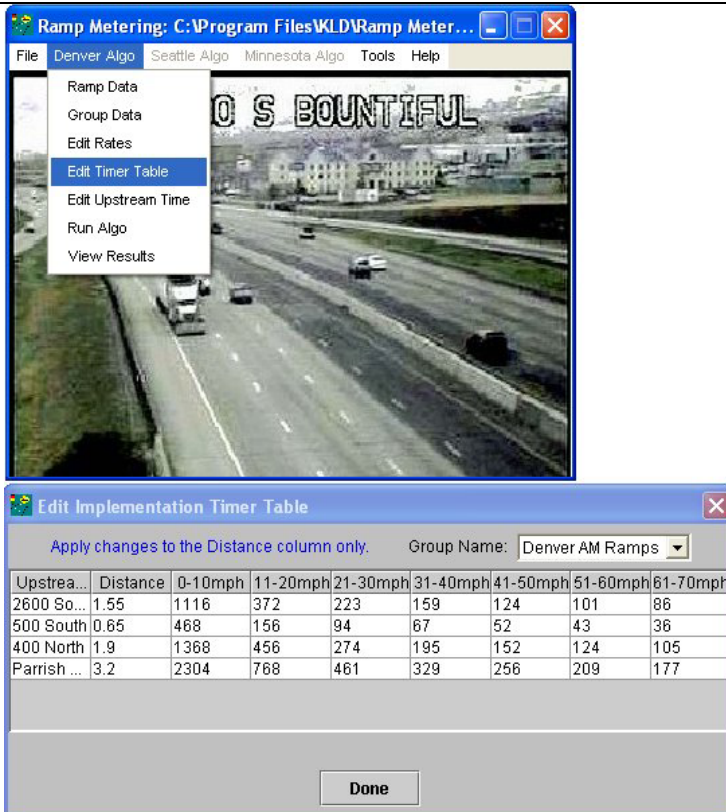 Ramp Metering: C:\Program Files\KLD\Ramp Meter...
File Denver Algo Seattle Algo Minnesota Algo Tools Help
Ramp Data
Group Data
Edit Rates
Edit Timer Table
Edit Upstream Time
Run Algo
View Results
S BOUNTIFUL
Edit Implementation Timer Table
Apply changes to the Distance column only. Group Name: Denver AM Ramps
Upstrea... Distance 0-10mph 11-20mph 21-30mph 31-40mph 41-50mph 51-60mph 61-70mph
2600 So... 1.55 1116 372 223 159 124 101 86
500 South 0.65 468 156 94 67 52 43 36
400 North 1.9 1368 456 274 195 152 124 105
Parrish ... 3.2 2304 768 461 329 256 209 177
Done